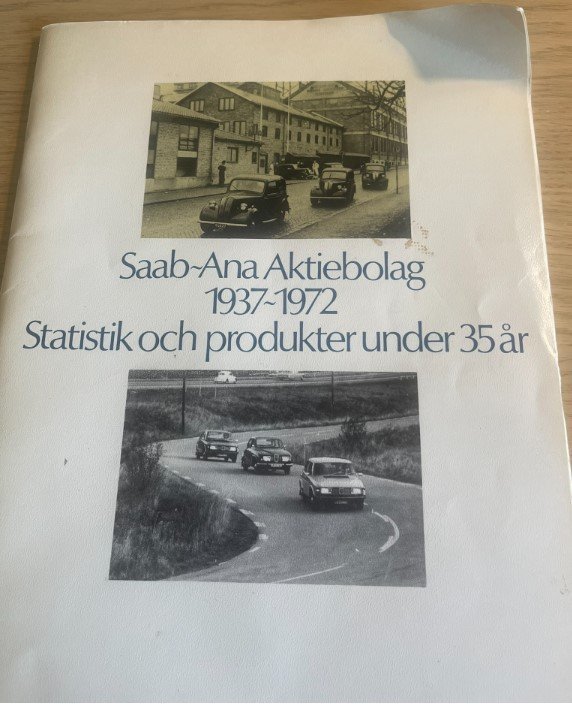 Saab~Ana Aktiebolag
1937~1972
Statistik och produkter under 35 år